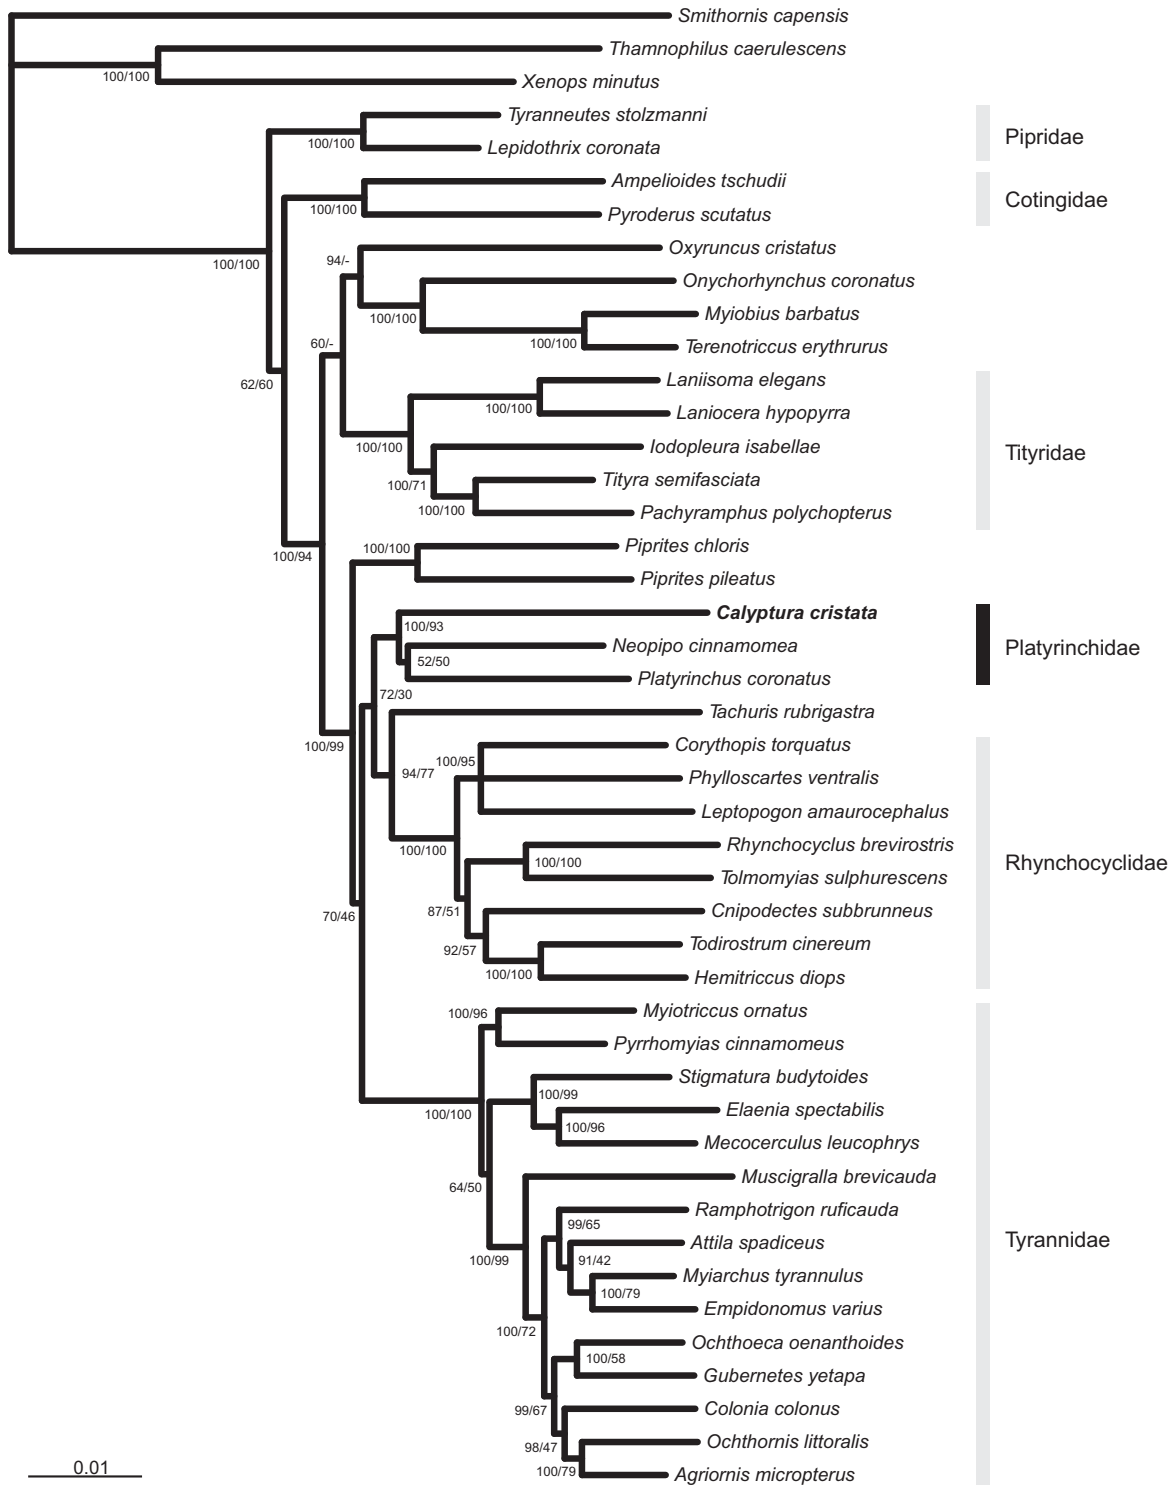 Smithornis capensis
Thamnophilus caerulescens
100/100
Xenops minutus
Tyranneutes stolzmanni
Pipridae
100/100
Lepidothrix coronata
Ampelioides tschudii
Cotingidae
100/100
Pyroderus scutatus
Oxyruncus cristatus
94/-
100/100
Onychorhynchus coronatus
Myiobius barbatus
100/100
100/100
Terenotriccus erythrurus
60/-
Laniisoma elegans
62/60
100/100
Laniocera hypopyrra
100/100
Iodopleura isabellae
Tityridae
Tityra semifasciata
100/71
100/100
Pachyramphus polychopterus
Piprites chloris
100/100
100/94
Piprites pileatus
Calyptura cristata
100/93
Neopipo cinnamomea
Platyrinchidae
52/50
Platyrinchus coronatus
72/30
Tachuris rubrigastra
100/99
Corythopis torquatus
100/95
94/77
Phylloscartes ventralis
Leptopogon amaurocephalus
Rhynchocyclus brevirostris
100/100
100/100
Rhynchocyclidae
Tolmomyias sulphurescens
87/51
Cnipodectes subbrunneus
70/46
Todirostrum cinereum
92/57
100/100
Hemitriccus diops
Myiotriccus ornatus
100/96
Pyrrhomyias cinnamomeus
Stigmatura budytoides
100/99
Elaenia spectabilis
100/100
100/96
Mecocerculus leucophrys
Muscigralla brevicauda
64/50
Ramphotrigon ruficauda
99/65
Attila spadiceus
Tyrannidae
100/99
91/42
Myiarchus tyrannulus
100/79
Empidonomus varius
100/72
Ochthoeca oenanthoides
100/58
Gubernetes yetapa
Colonia colonus
99/67
Ochthornis littoralis
98/47
100/79
Agriornis micropterus
0.01